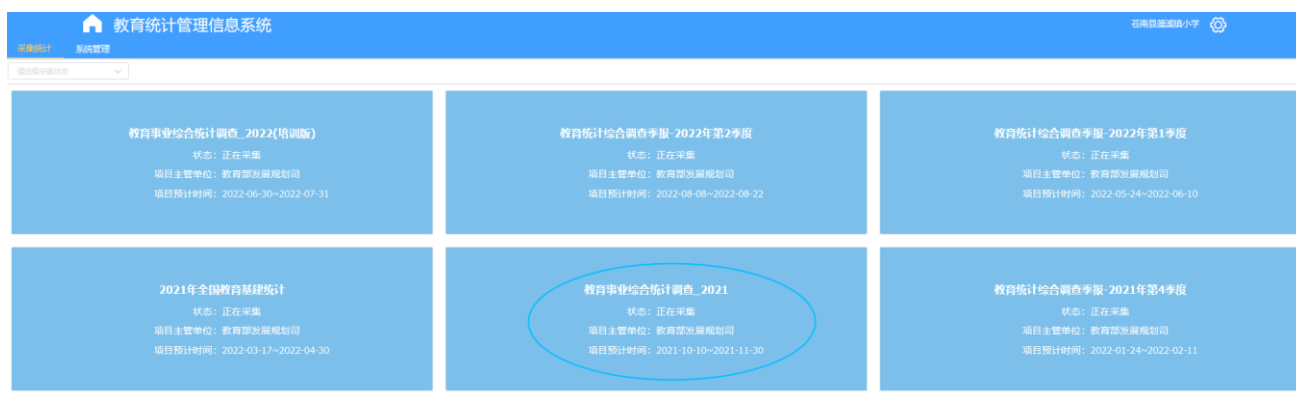 教育统计管理信息系统
苍南县莲溪镇小学
采集统计 系统管理
请选择采集状态
教育事业综合统计调查_2022(培训版)
状态：正在采集
项目主管单位：教育部发展规划司
项目预计时间：2022-06-30~2022-07-31
教育统计综合调查季报-2022年第2季度
状态：正在采集
项目主管单位：教育部发展规划司
项目预计时间：2022-08-08~2022-08-22
教育统计综合调查季报-2022年第1季度
状态：正在采集
项目主管单位：教育部发展规划司
项目预计时间：2022-05-24~2022-06-10
2021年全国教育基建统计
状态：正在采集
项目主管单位：教育部发展规划司
项目预计时间：2022-03-17~2022-04-30
教育事业综合统计调查_2021
状态：正在采集
项目主管单位：教育部发展规划司
项目预计时间：2021-10-10~2021-11-30
教育统计综合调查季报-2021年第4季度
状态：正在采集
项目主管单位：教育部发展规划司
项目预计时间：2022-01-24~2022-02-11